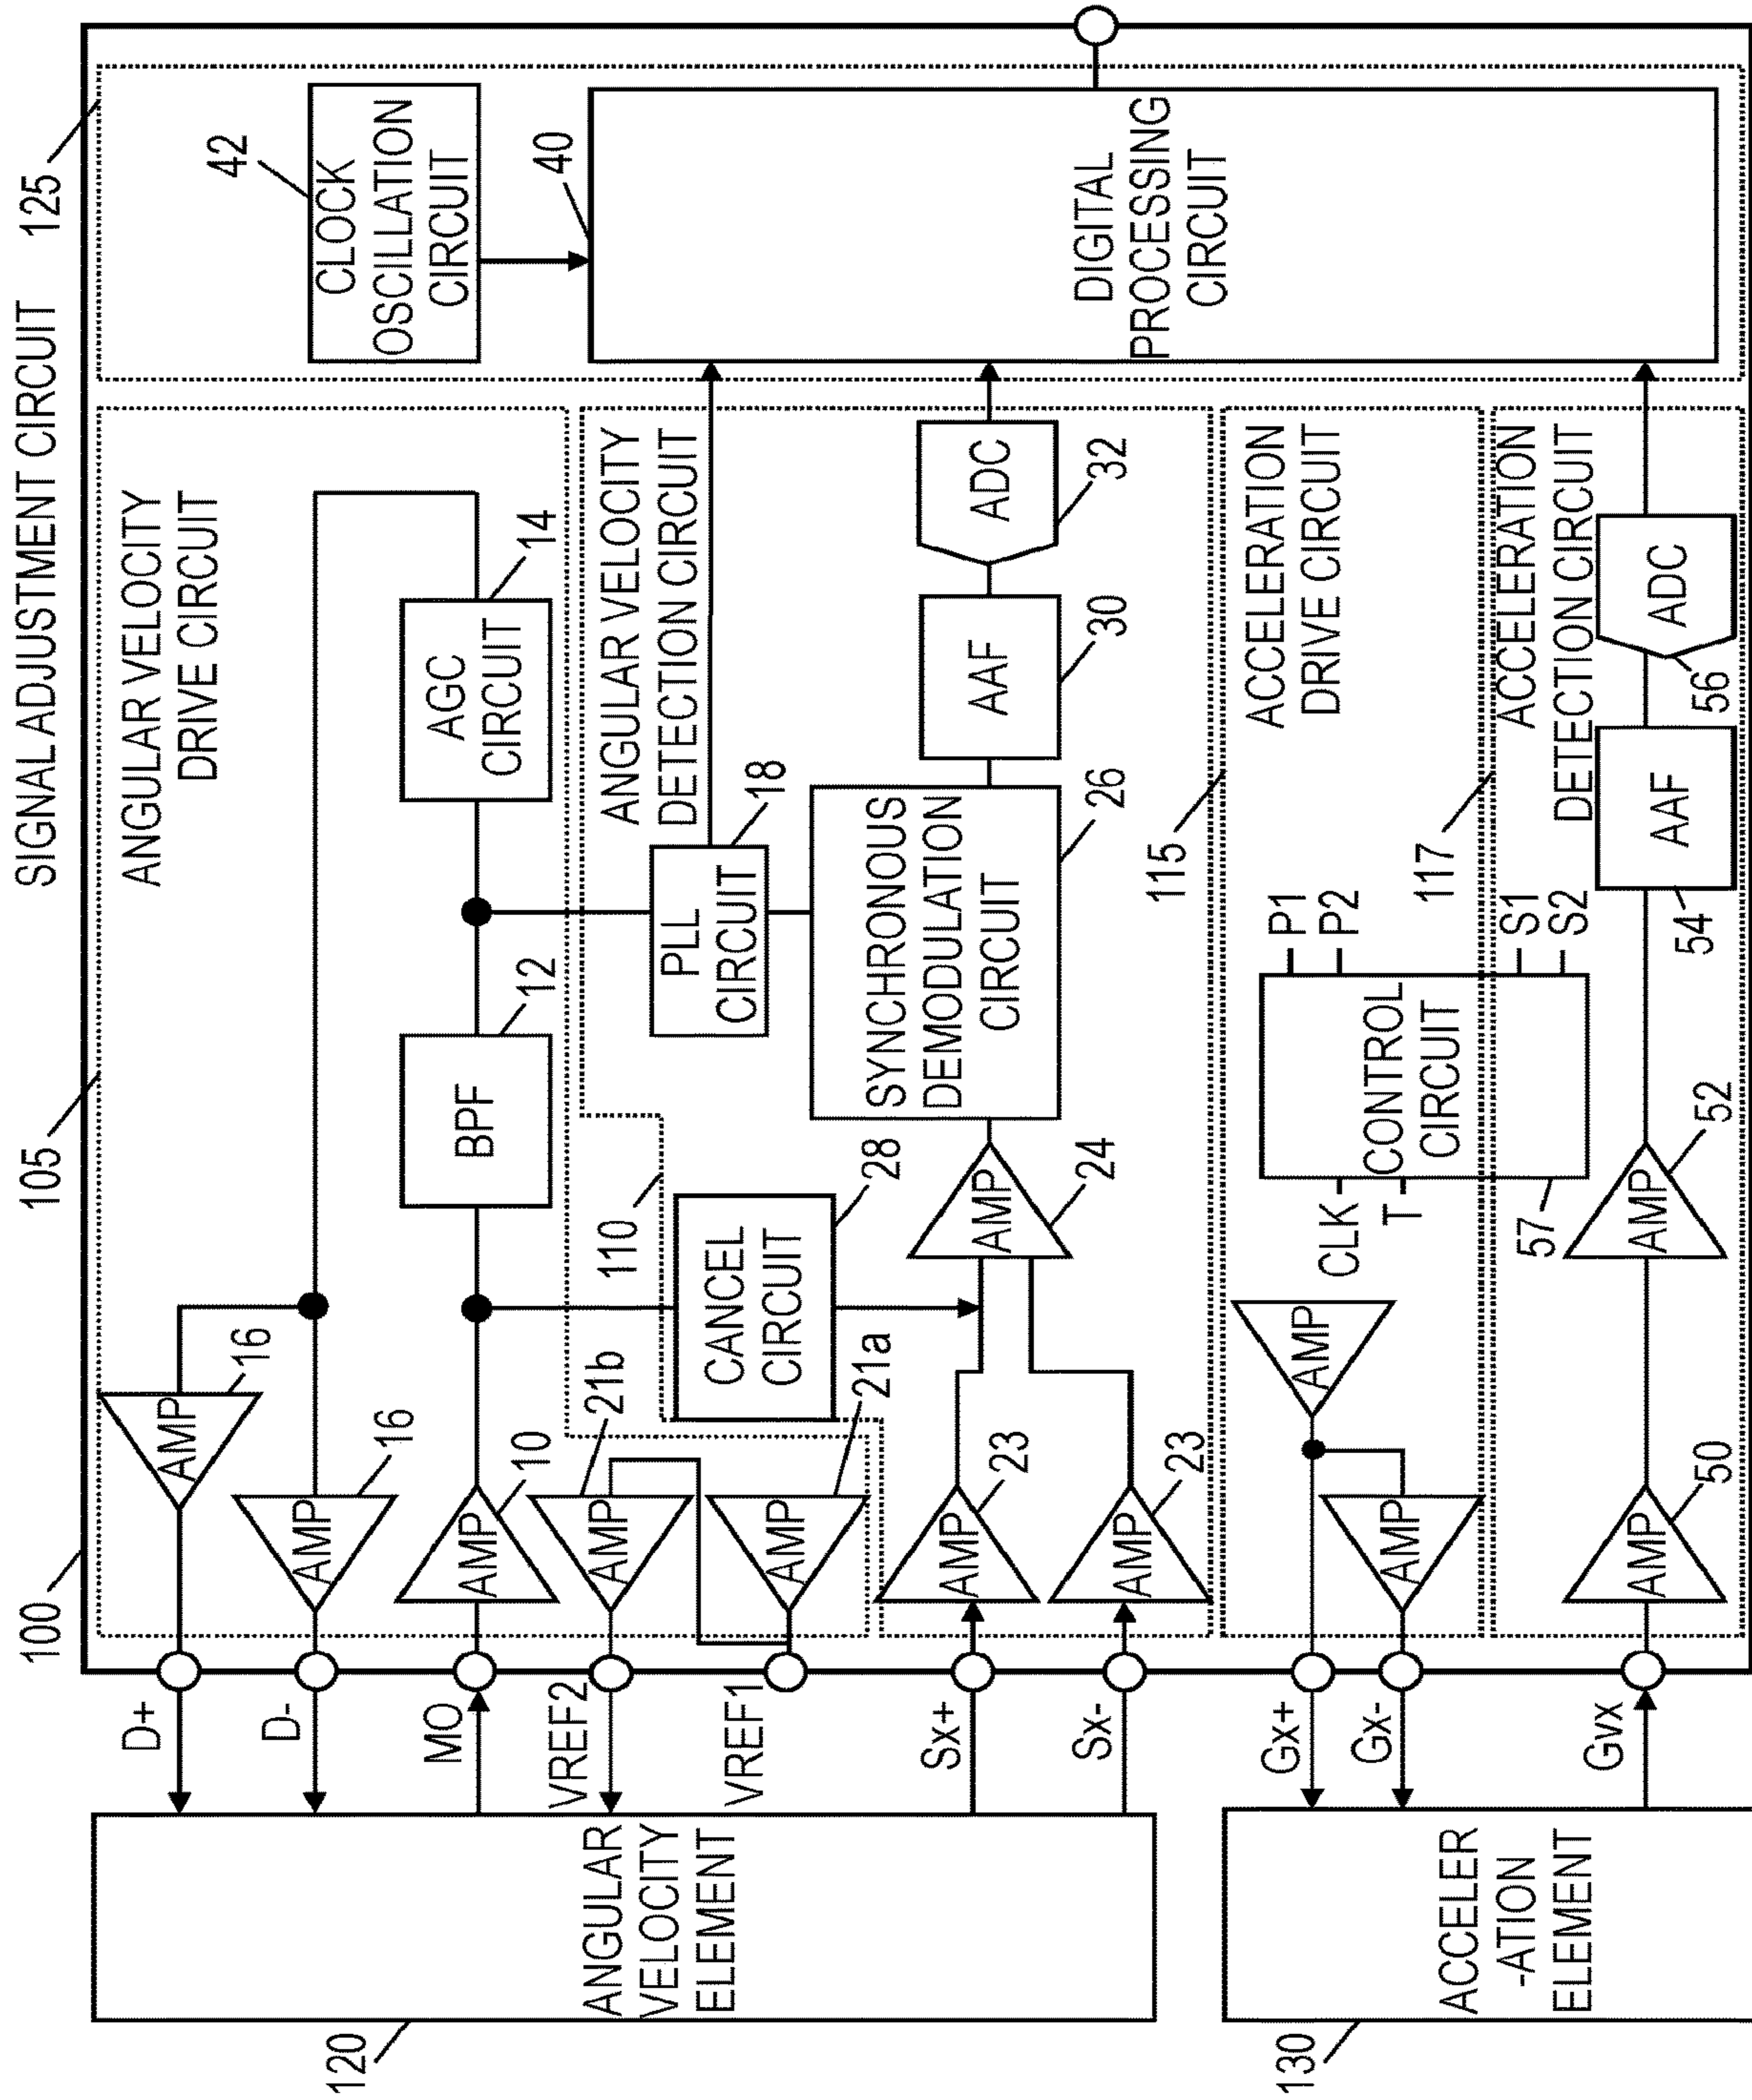 SIGNAL ADJUSTMENT CIRCUIT
100
105
125
ANGULAR VELOCITY
DRIVE CIRCUIT
D+
AMP
16
D-
AMP
16
MO
AMP
10
BPF
12
AGC
CIRCUIT
14
CLOCK
OSCILLATION
CIRCUIT
42
VREF2
AMP
21b
VREF1
AMP
21a
110
ANGULAR VELOCITY
DETECTION CIRCUIT
CANCEL
CIRCUIT
28
PLL
CIRCUIT
18
40
DIGITAL
PROCESSING
CIRCUIT
120
ANGULAR
VELOCITY
ELEMENT
Sx+
AMP
23
Sx-
AMP
23
AMP
24
SYNCHRONOUS
DEMODULATION
CIRCUIT
26
AAF
30
ADC
32
115
ACCELERATION
DRIVE CIRCUIT
Gx+
AMP
Gx-
AMP
CLK
T
CONTROL
CIRCUIT
57
P1
P2
S1
S2
117
ACCELERATION
DETECTION CIRCUIT
130
ACCELER
-ATION
ELEMENT
Gvx
AMP
50
AMP
52
AAF
54
ADC
56